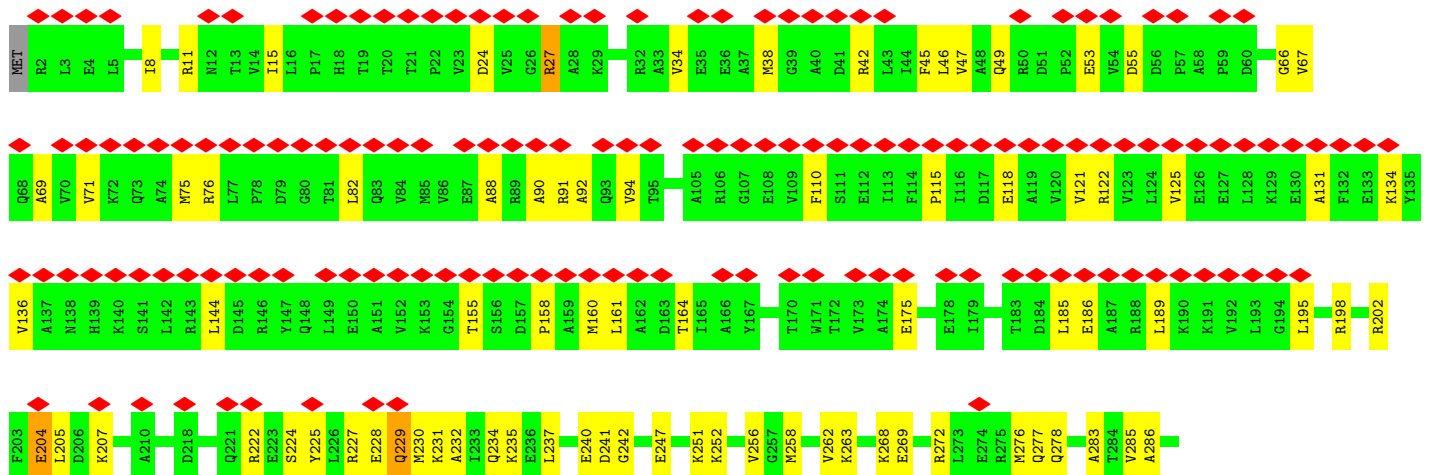 MET R2 L3 E4 L5 I8 R11 N12 T13 V14 I15 L16 P17 H18 T19 T20 T21 P22 V23 D24 V25 G26 R27 A28 K29 R32 A33 V34 E35 E36 A37 M38 G39 A40 D41 R42 L43 I44 F45 L46 V47 A48 Q49 R50 D51 P52 E53 V54 D55 D56 P57 A58 P59 D60 G66 V67
Q68 A69 V70 V71 K72 Q73 A74 M75 R76 L77 P78 D79 G80 T81 L82 Q83 V84 M85 V86 E87 A88 R89 A90 R91 A92 Q93 V94 T95 A105 R106 G107 E108 V109 F110 S111 E112 I113 F114 P115 I116 D117 E118 A119 V120 V121 R122 V123 L124 V125 E126 E127 L128 K129 E130 A131 F132 E133 K134 Y135
V136 A137 N138 H139 K140 S141 L142 R143 L144 D145 R146 Y147 Q148 L149 E150 A151 V152 K153 G154 T155 S156 D157 P158 A159 M160 L161 A162 D163 T164 I165 A166 Y167 T170 W171 T172 V173 A174 E175 E178 I179 T183 D184 L185 E186 A187 R188 L189 K190 K191 V192 L193 G194 L195 R198 R202
F203 E204 L205 D206 K207 A210 D218 Q221 R222 E223 S224 Y225 L226 R227 E228 Q229 M230 K231 A232 I233 Q234 K235 E236 L237 E240 D241 G242 E247 K251 K252 V256 G257 M258 V262 K263 K268 E269 R272 L273 E274 R275 M276 Q277 Q278 A283 T284 V285 A286